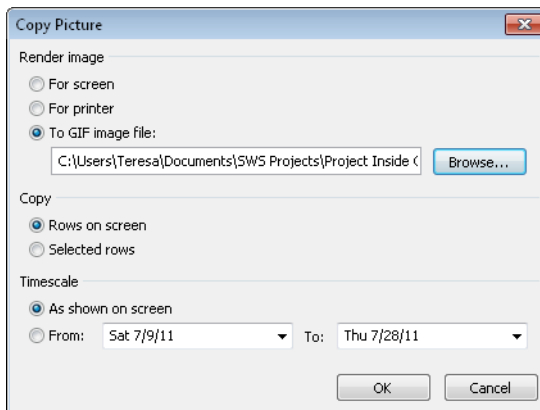 Copy Picture
Render image
For screen
For printer
To GIF image file:
C:\Users\Teresa\Documents\SWS Projects\Project Inside Browse...
Copy
Rows on screen
Selected rows
Timescale
As shown on screen
From: Sat 7/9/11 To: Thu 7/28/11
OK Cancel